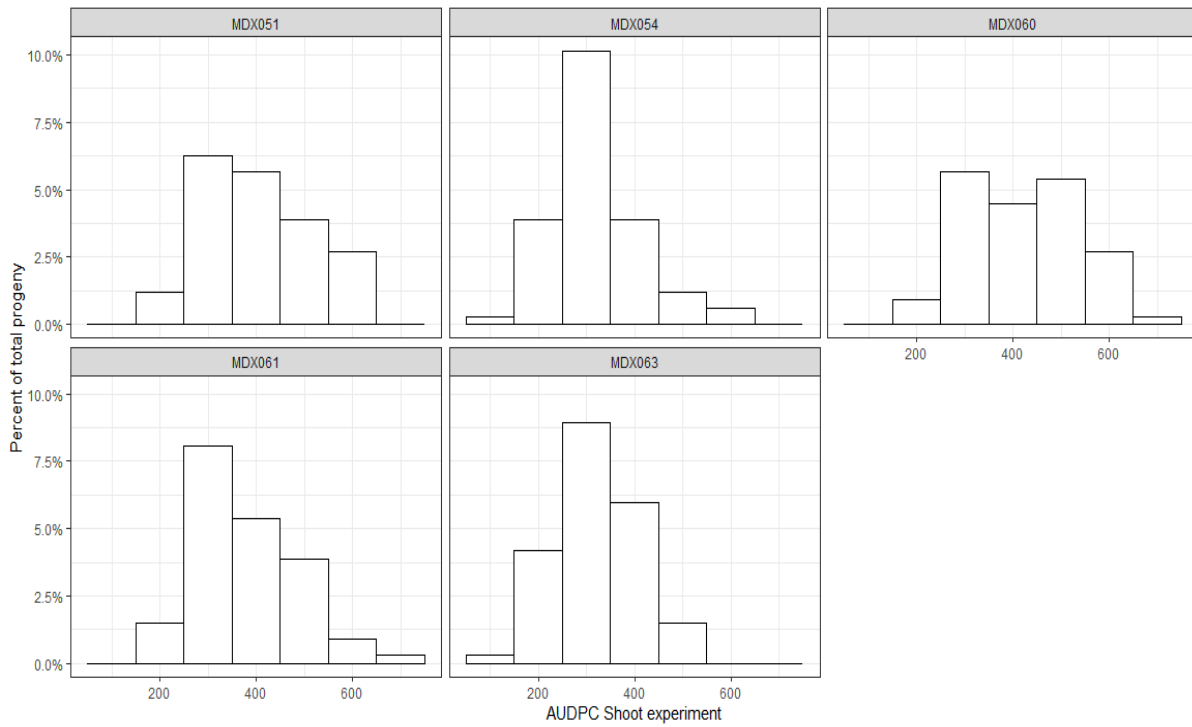 MDX051
MDX054
MDX060
10.0%
7.5%
5.0%
2.5%
0.0%
200 400 600
MDX061
MDX063
10.0%
7.5%
5.0%
2.5%
0.0%
200 400 600
200 400 600
Percent of total progeny
AUDPC Shoot experiment